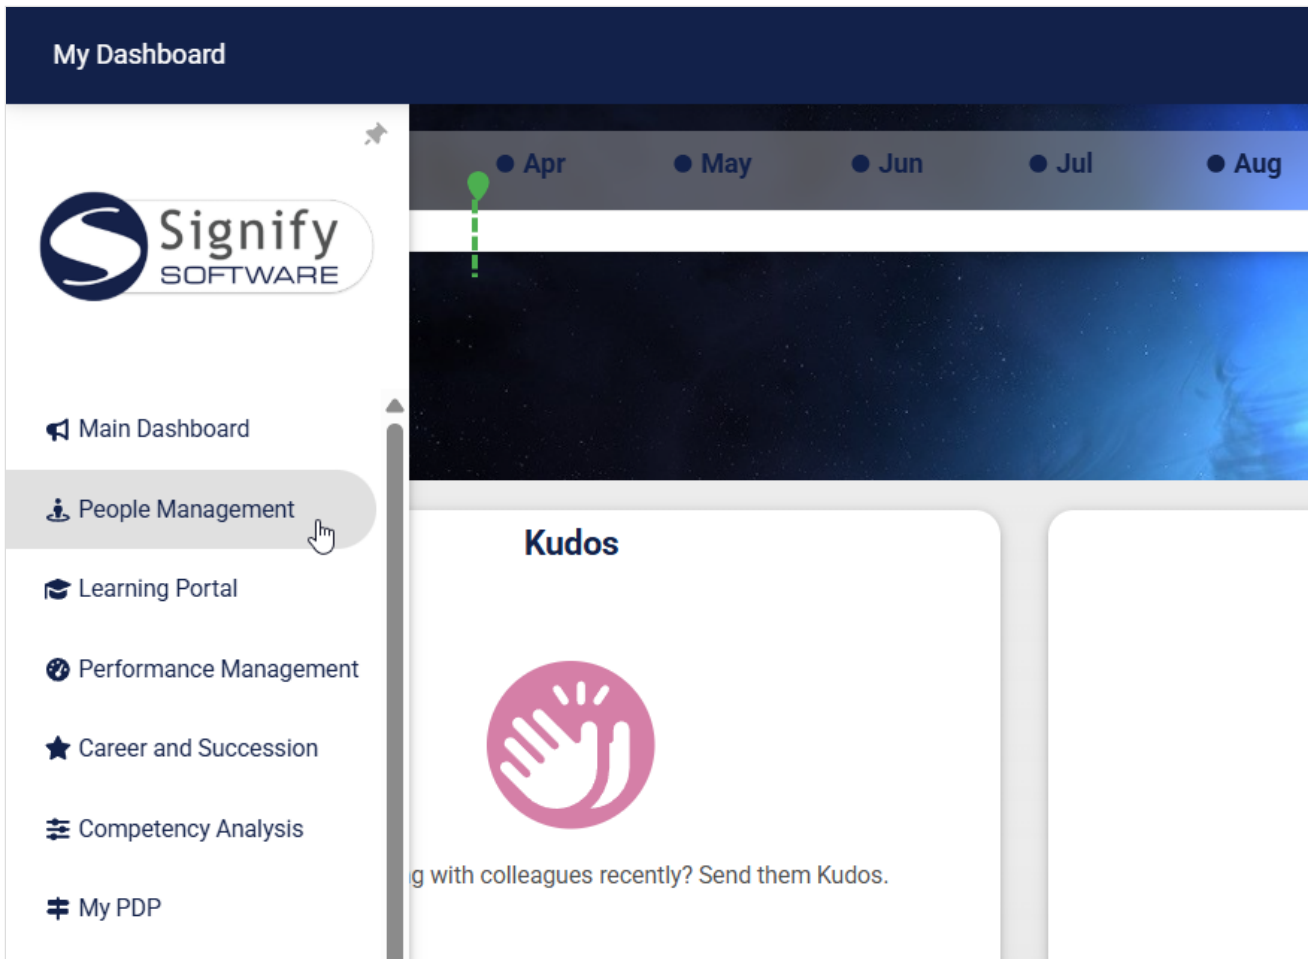 My Dashboard
Apr May Jun Jul Aug
Signify
SOFTWARE
Main Dashboard
People Management
Kudos
Learning Portal
Performance Management
Career and Succession
Competency Analysis
with colleagues recently? Send them Kudos.
My PDP